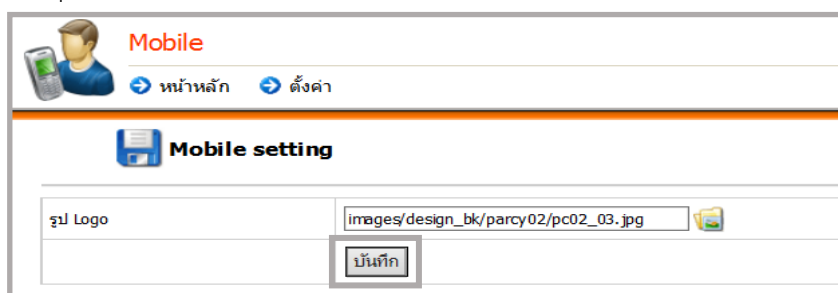 Mobile
หน้าหลัก ตั้งค่า
Mobile setting
รูป Logo images/design_bk/parcy02/pc02_03.jpg
บันทึก